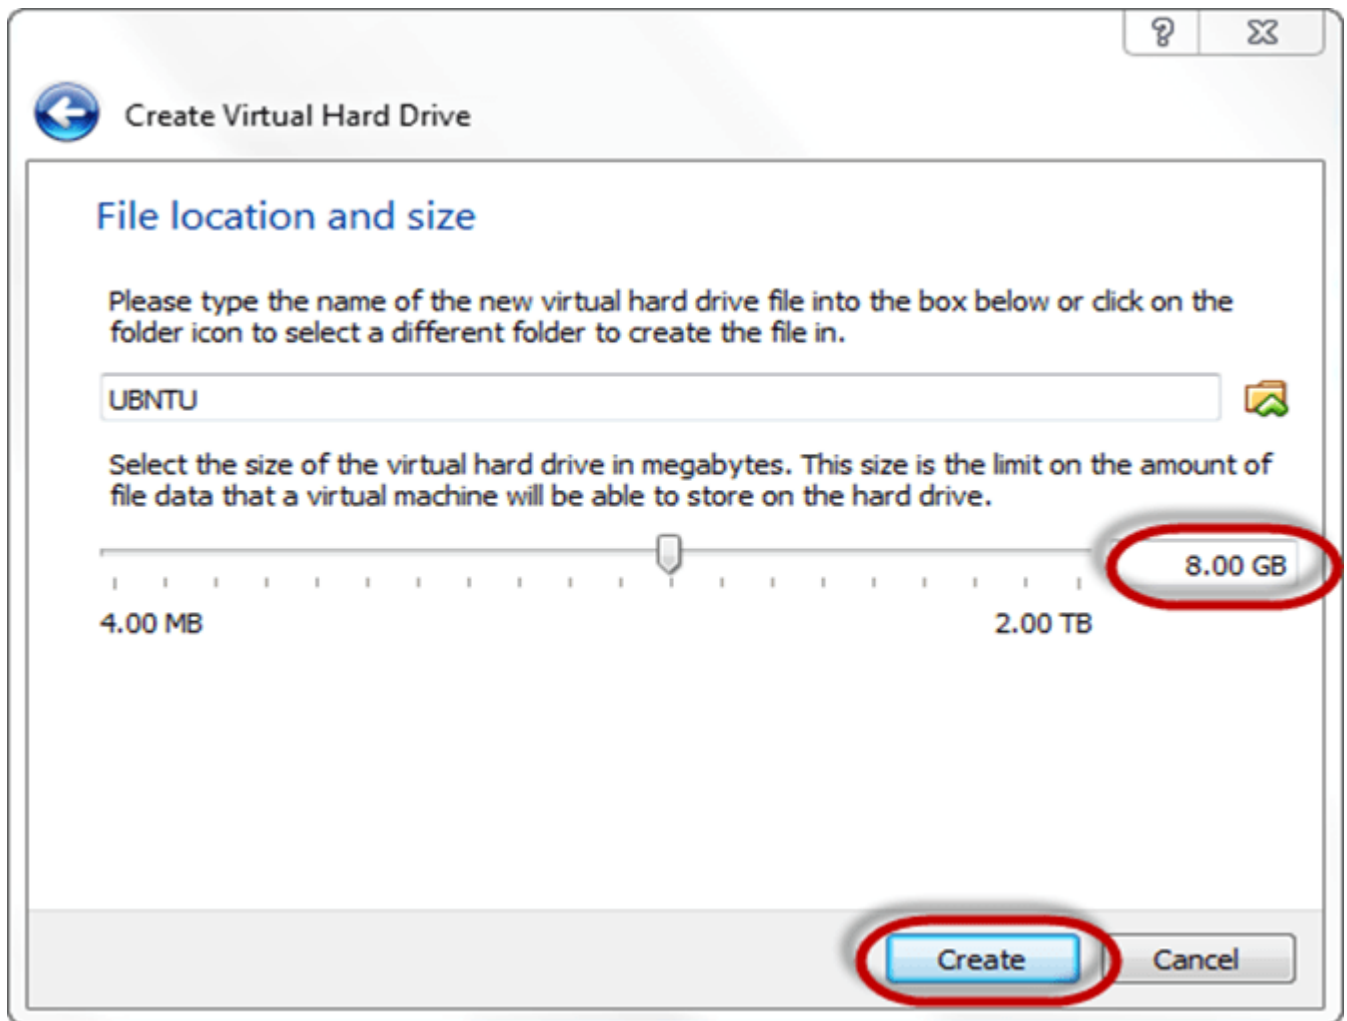 Create Virtual Hard Drive
File location and size
Please type the name of the new virtual hard drive file into the box below or click on the
folder icon to select a different folder to create the file in.
UBNTU
Select the size of the virtual hard drive in megabytes. This size is the limit on the amount of
file data that a virtual machine will be able to store on the hard drive.
8.00 GB
4.00 MB 2.00 TB
Create Cancel